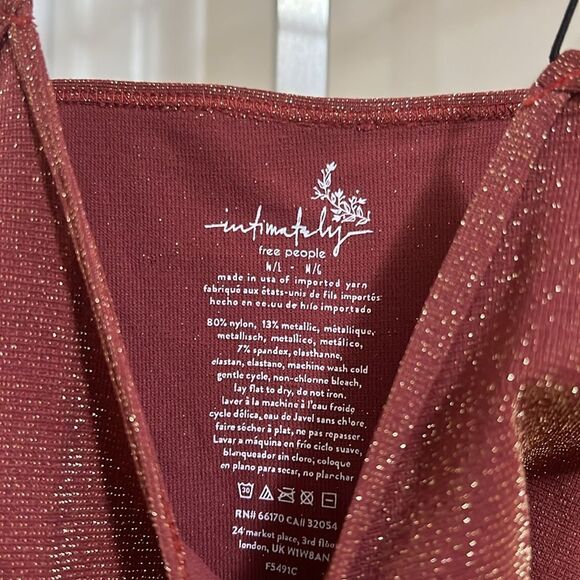 intimately
free people
M/L - M/G
made in usa of imported yarn
fabriqué aux états-unis de fils importés
hecho en ee.uu de hilo importado
80% nylon, 13% metallic, métallique,
metallisch, metallico, metálico,
7% spandex, elasthanne,
elastan, elastano, machine wash cold
gentle cycle, non-chlorine bleach,
lay flat to dry, do not iron.
laver à la machine à l'eau froide
cycle délica, eau de Javel sans chlore,
faire sécher à plat, ne pas repasser.
Lavar a máquina en frío ciclo suave,
blanqueador sin cloro; coloque
en plano para secar, no planchar
30
RN# 66170 CA# 32054
24 market place, 3rd floor
london, UK W1W8AN
F5491C